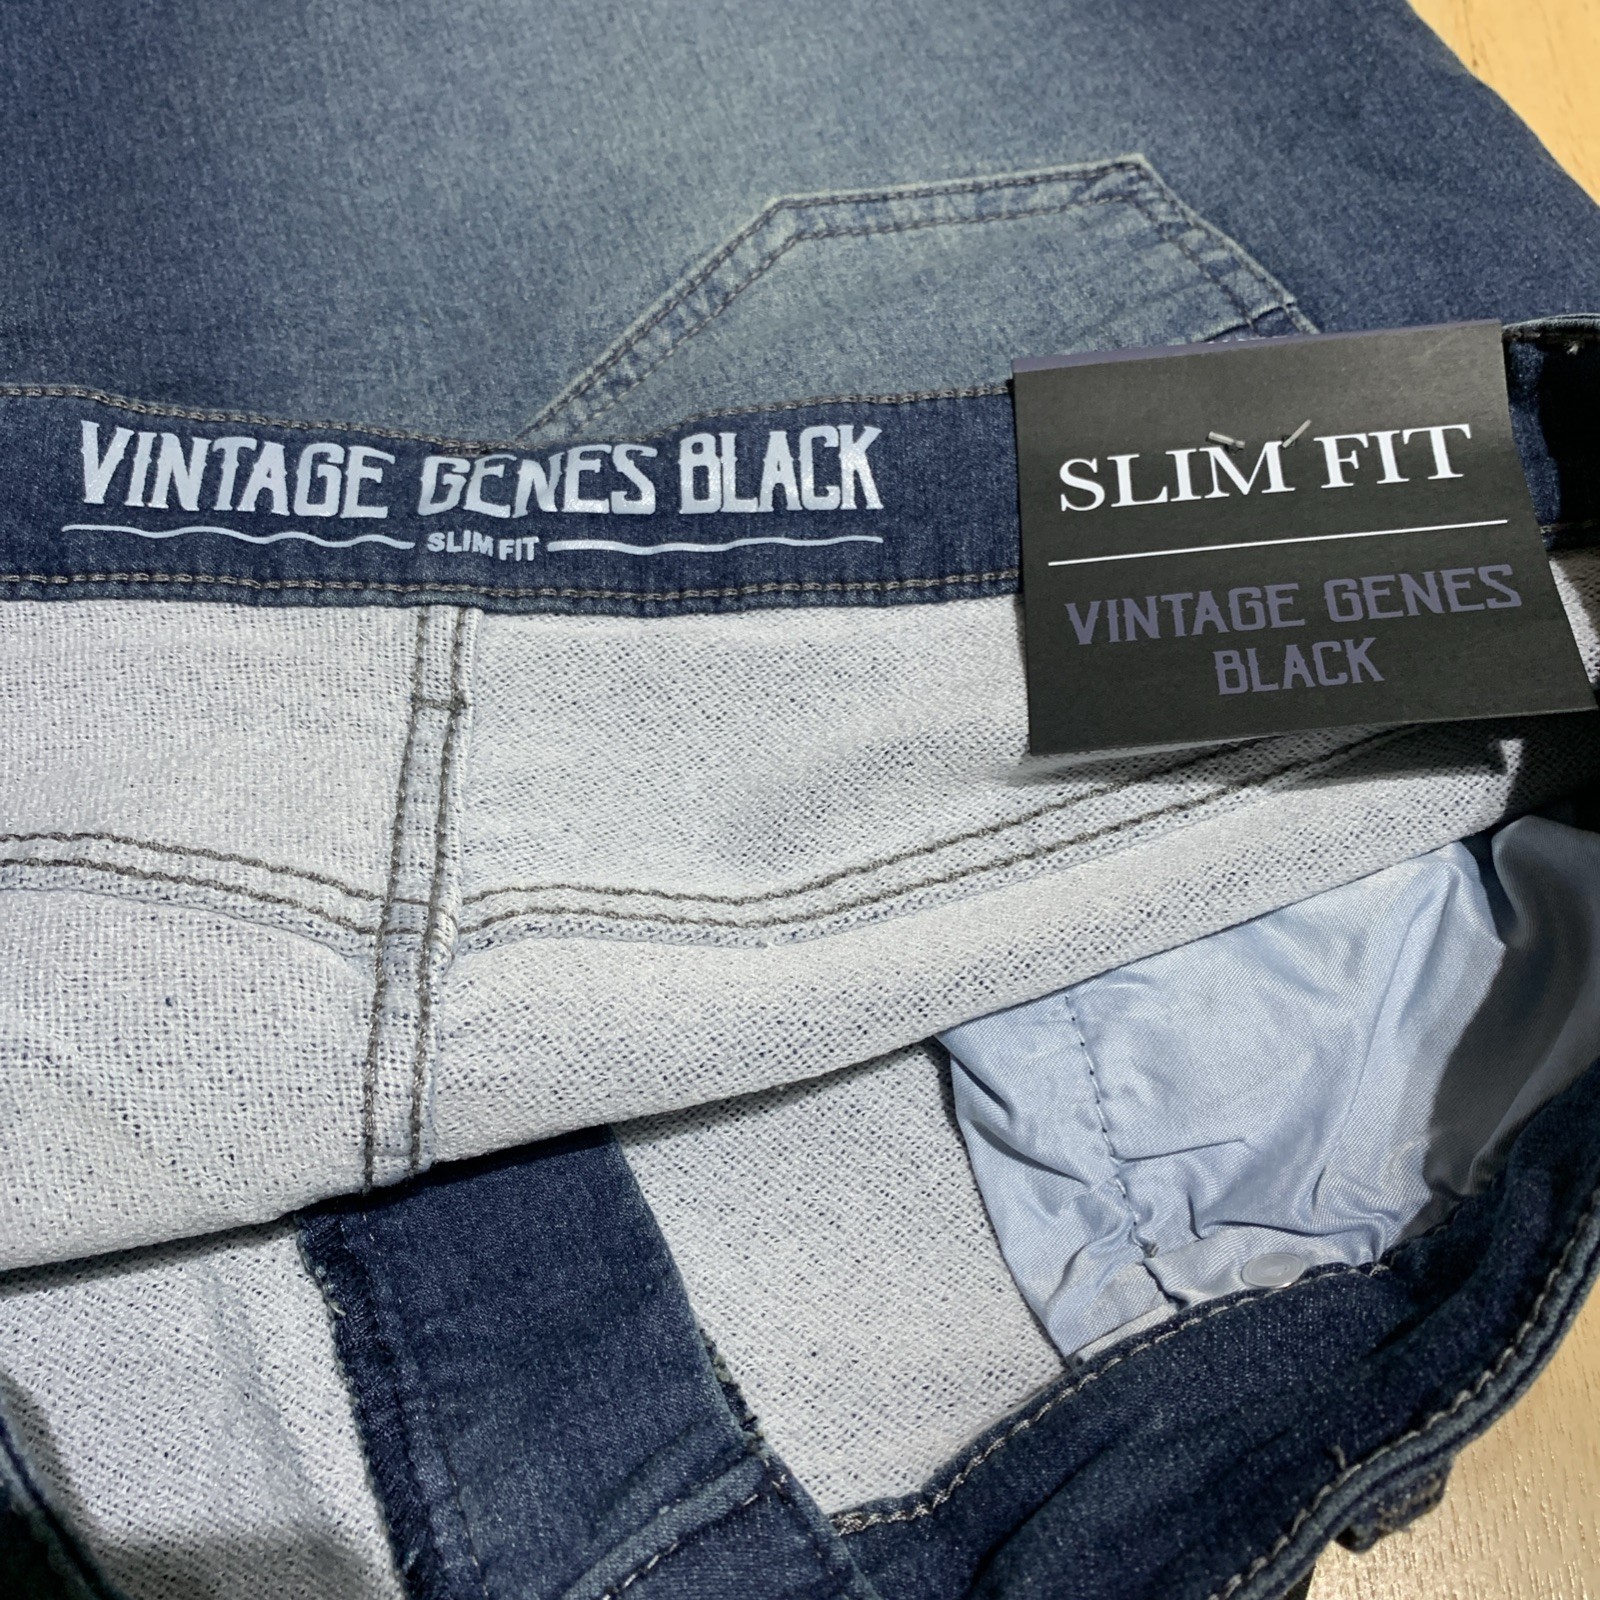 VINTAGE GENES BLACK
SLIM FIT
SLIM FIT
VINTAGE GENES
BLACK